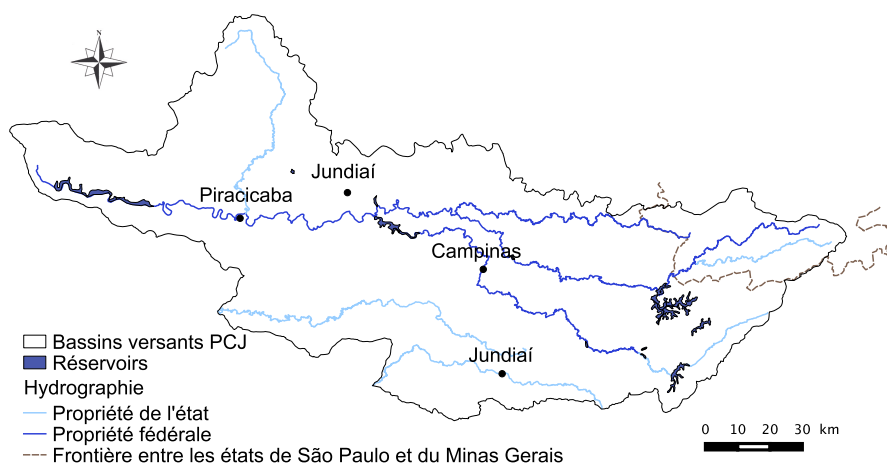 N
Jundiaí
Piracicaba
Campinas
Jundiaí
Bassins versants PCJ
Réservoirs
Hydrographie
Propriété de l'état
Propriété fédérale
Frontière entre les états de São Paulo et du Minas Gerais
0 10 20 30 km